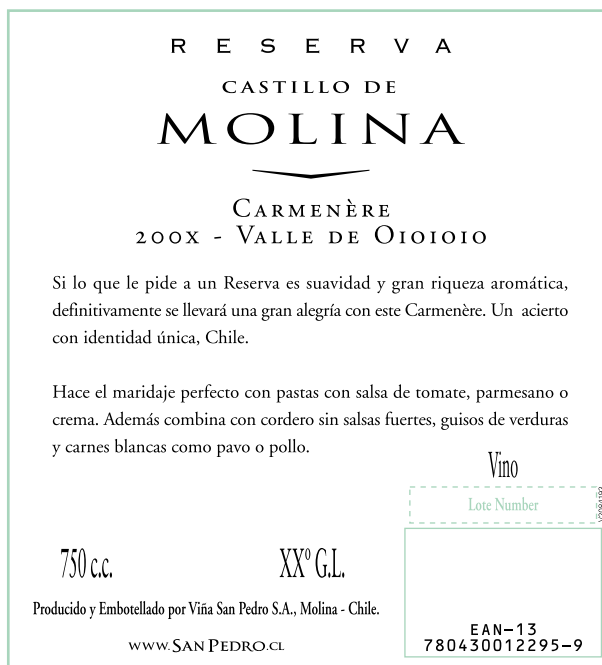 RESERVA
CASTILLO DE
MOLINA
CARMENÈRE
200X - VALLE DE OIOIOIO
Si lo que le pide a un Reserva es suavidad y gran riqueza aromática,
definitivamente se llevará una gran alegría con este Carmenère. Un acierto
con identidad única, Chile.
Hace el maridaje perfecto con pastas con salsa de tomate, parmesano o
crema. Además combina con cordero sin salsas fuertes, guisos de verduras
y carnes blancas como pavo o pollo.
Vino
Lote Number
750 c.c.
XXº G.L.
Producido y Embotellado por Viña San Pedro S.A., Molina - Chile.
WWW.SANPEDRO.CL
EAN-13
780430012295-9